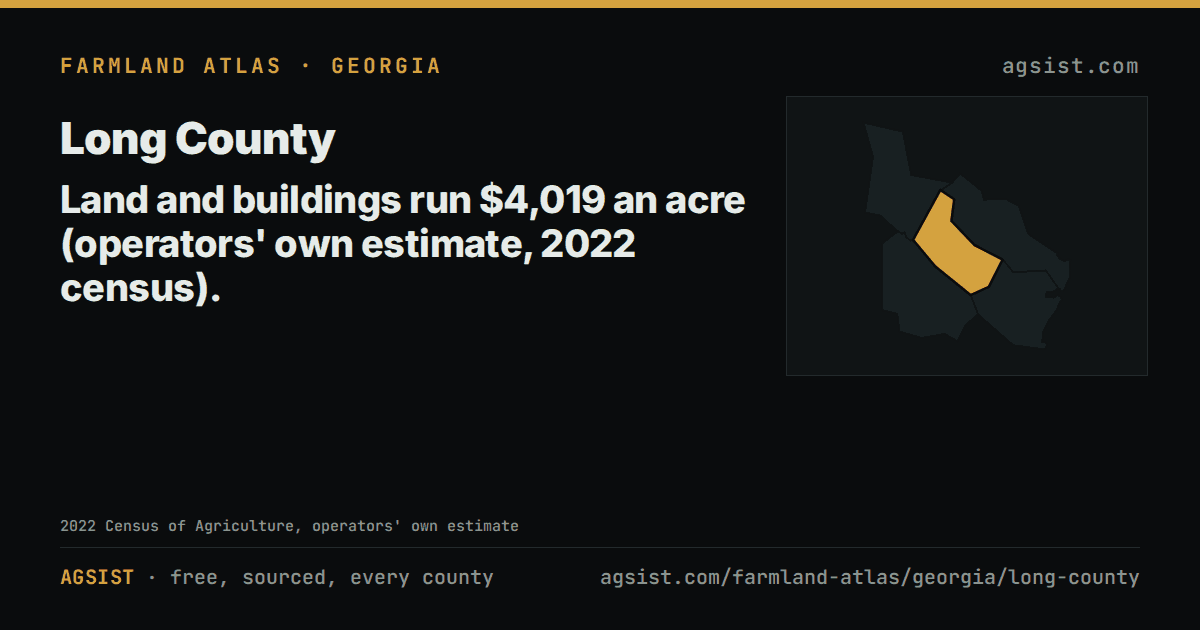 FARMLAND ATLAS · GEORGIA
agsist.com
Long County
Land and buildings run $4,019 an acre
(operators' own estimate, 2022
census).
2022 Census of Agriculture, operators' own estimate
AGSIST · free, sourced, every county
agsist.com/farmland-atlas/georgia/long-county